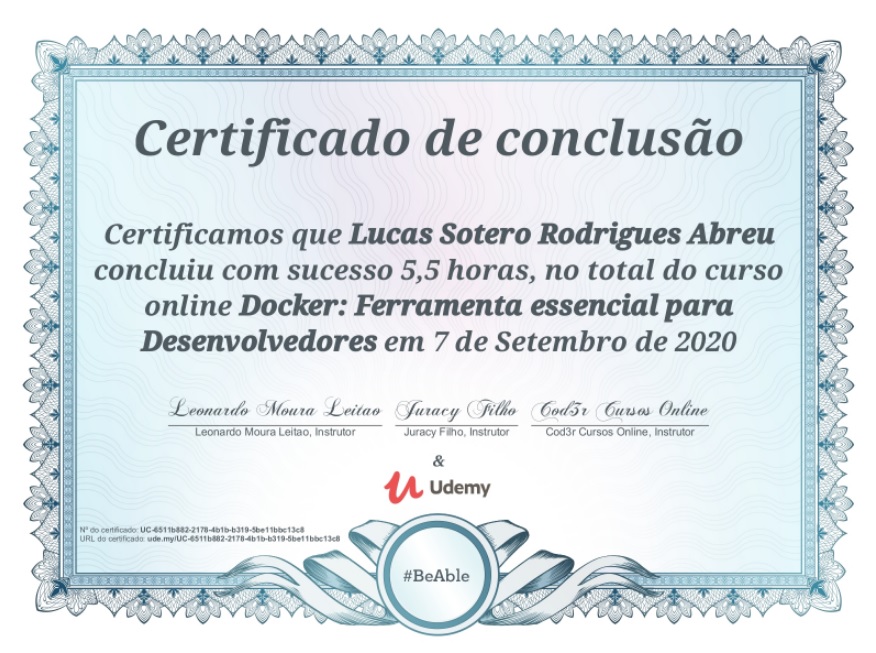 Certificado de conclusão
Certificamos que Lucas Sotero Rodrigues Abreu
concluiu com sucesso 5,5 horas, no total do curso
online Docker: Ferramenta essencial para
Desenvolvedores em 7 de Setembro de 2020
Leonardo Moura Leitao Juracy Filho Cod3r Cursos Online
Leonardo Moura Leitao, Instrutor Juracy Filho, Instrutor Cod3r Cursos Online, Instrutor
&
Udemy
Nº do certificado: UC-6511b882-2178-4b1b-b319-5be11bbc13c8
URL do certificado: ude.my/UC-6511b882-2178-4b1b-b319-5be11bbc13c8
#BeAble